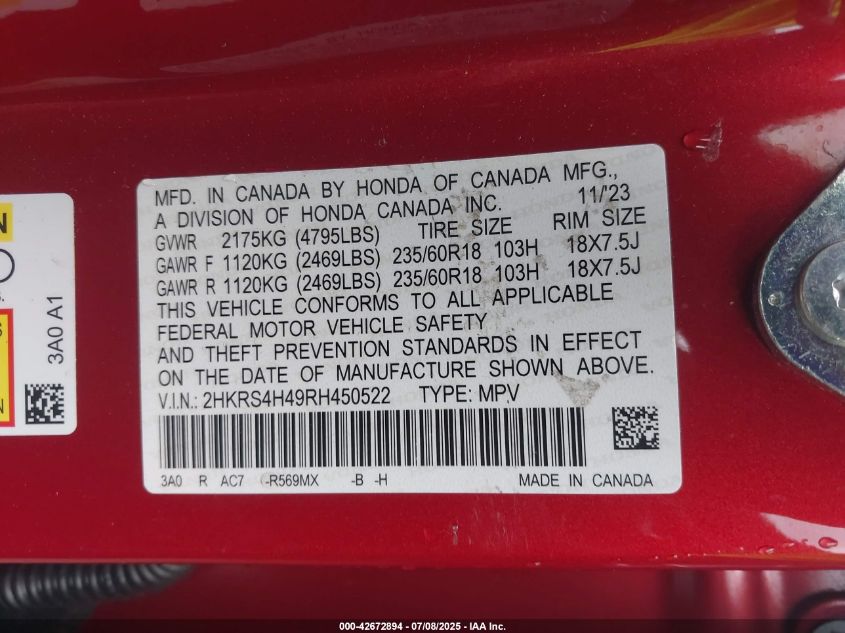 MFD. IN CANADA BY HONDA OF CANADA MFG.,
A DIVISION OF HONDA CANADA INC. 11/'23
GVWR 2175KG (4795LBS) TIRE SIZE RIM SIZE
GAWR F 1120KG (2469LBS) 235/60R18 103H 18X7.5J
GAWR R 1120KG (2469LBS) 235/60R18 103H 18X7.5J
THIS VEHICLE CONFORMS TO ALL APPLICABLE
FEDERAL MOTOR VEHICLE SAFETY
AND THEFT PREVENTION STANDARDS IN EFFECT
ON THE DATE OF MANUFACTURE SHOWN ABOVE.
V.I.N.: 2HKRS4H49RH450522 TYPE: MPV
3A0 R AC7 -R569MX -B -H MADE IN CANADA
3A0 A1
000-42672894 - 07/08/2025 - IAA Inc.